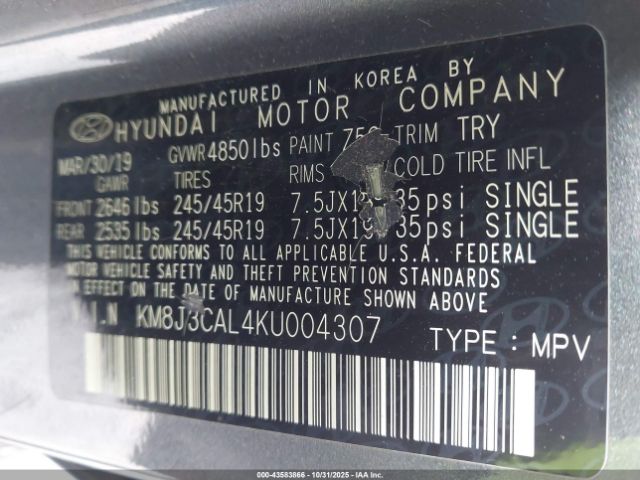 MANUFACTURED IN KOREA BY
HYUNDAI MOTOR COMPANY
MAR/30/19 GVWR 4850lbs PAINT TRIM TRY
GAWR TIRES RIMS COLD TIRE INFL
FRONT 2646 lbs 245/45R19 7.5JX19 35 psi SINGLE
REAR 2535 lbs 245/45R19 7.5JX19 35 psi SINGLE
THIS VEHICLE CONFORMS TO ALL APPLICABLE U.S.A. FEDERAL
MOTOR VEHICLE SAFETY AND THEFT PREVENTION STANDARDS
IN EFFECT ON THE DATE OF MANUFACTURE SHOWN ABOVE
V.I.N KM8J3CAL4KU004307 TYPE : MPV
000-43583866 • 10/31/2025 • IAA Inc.